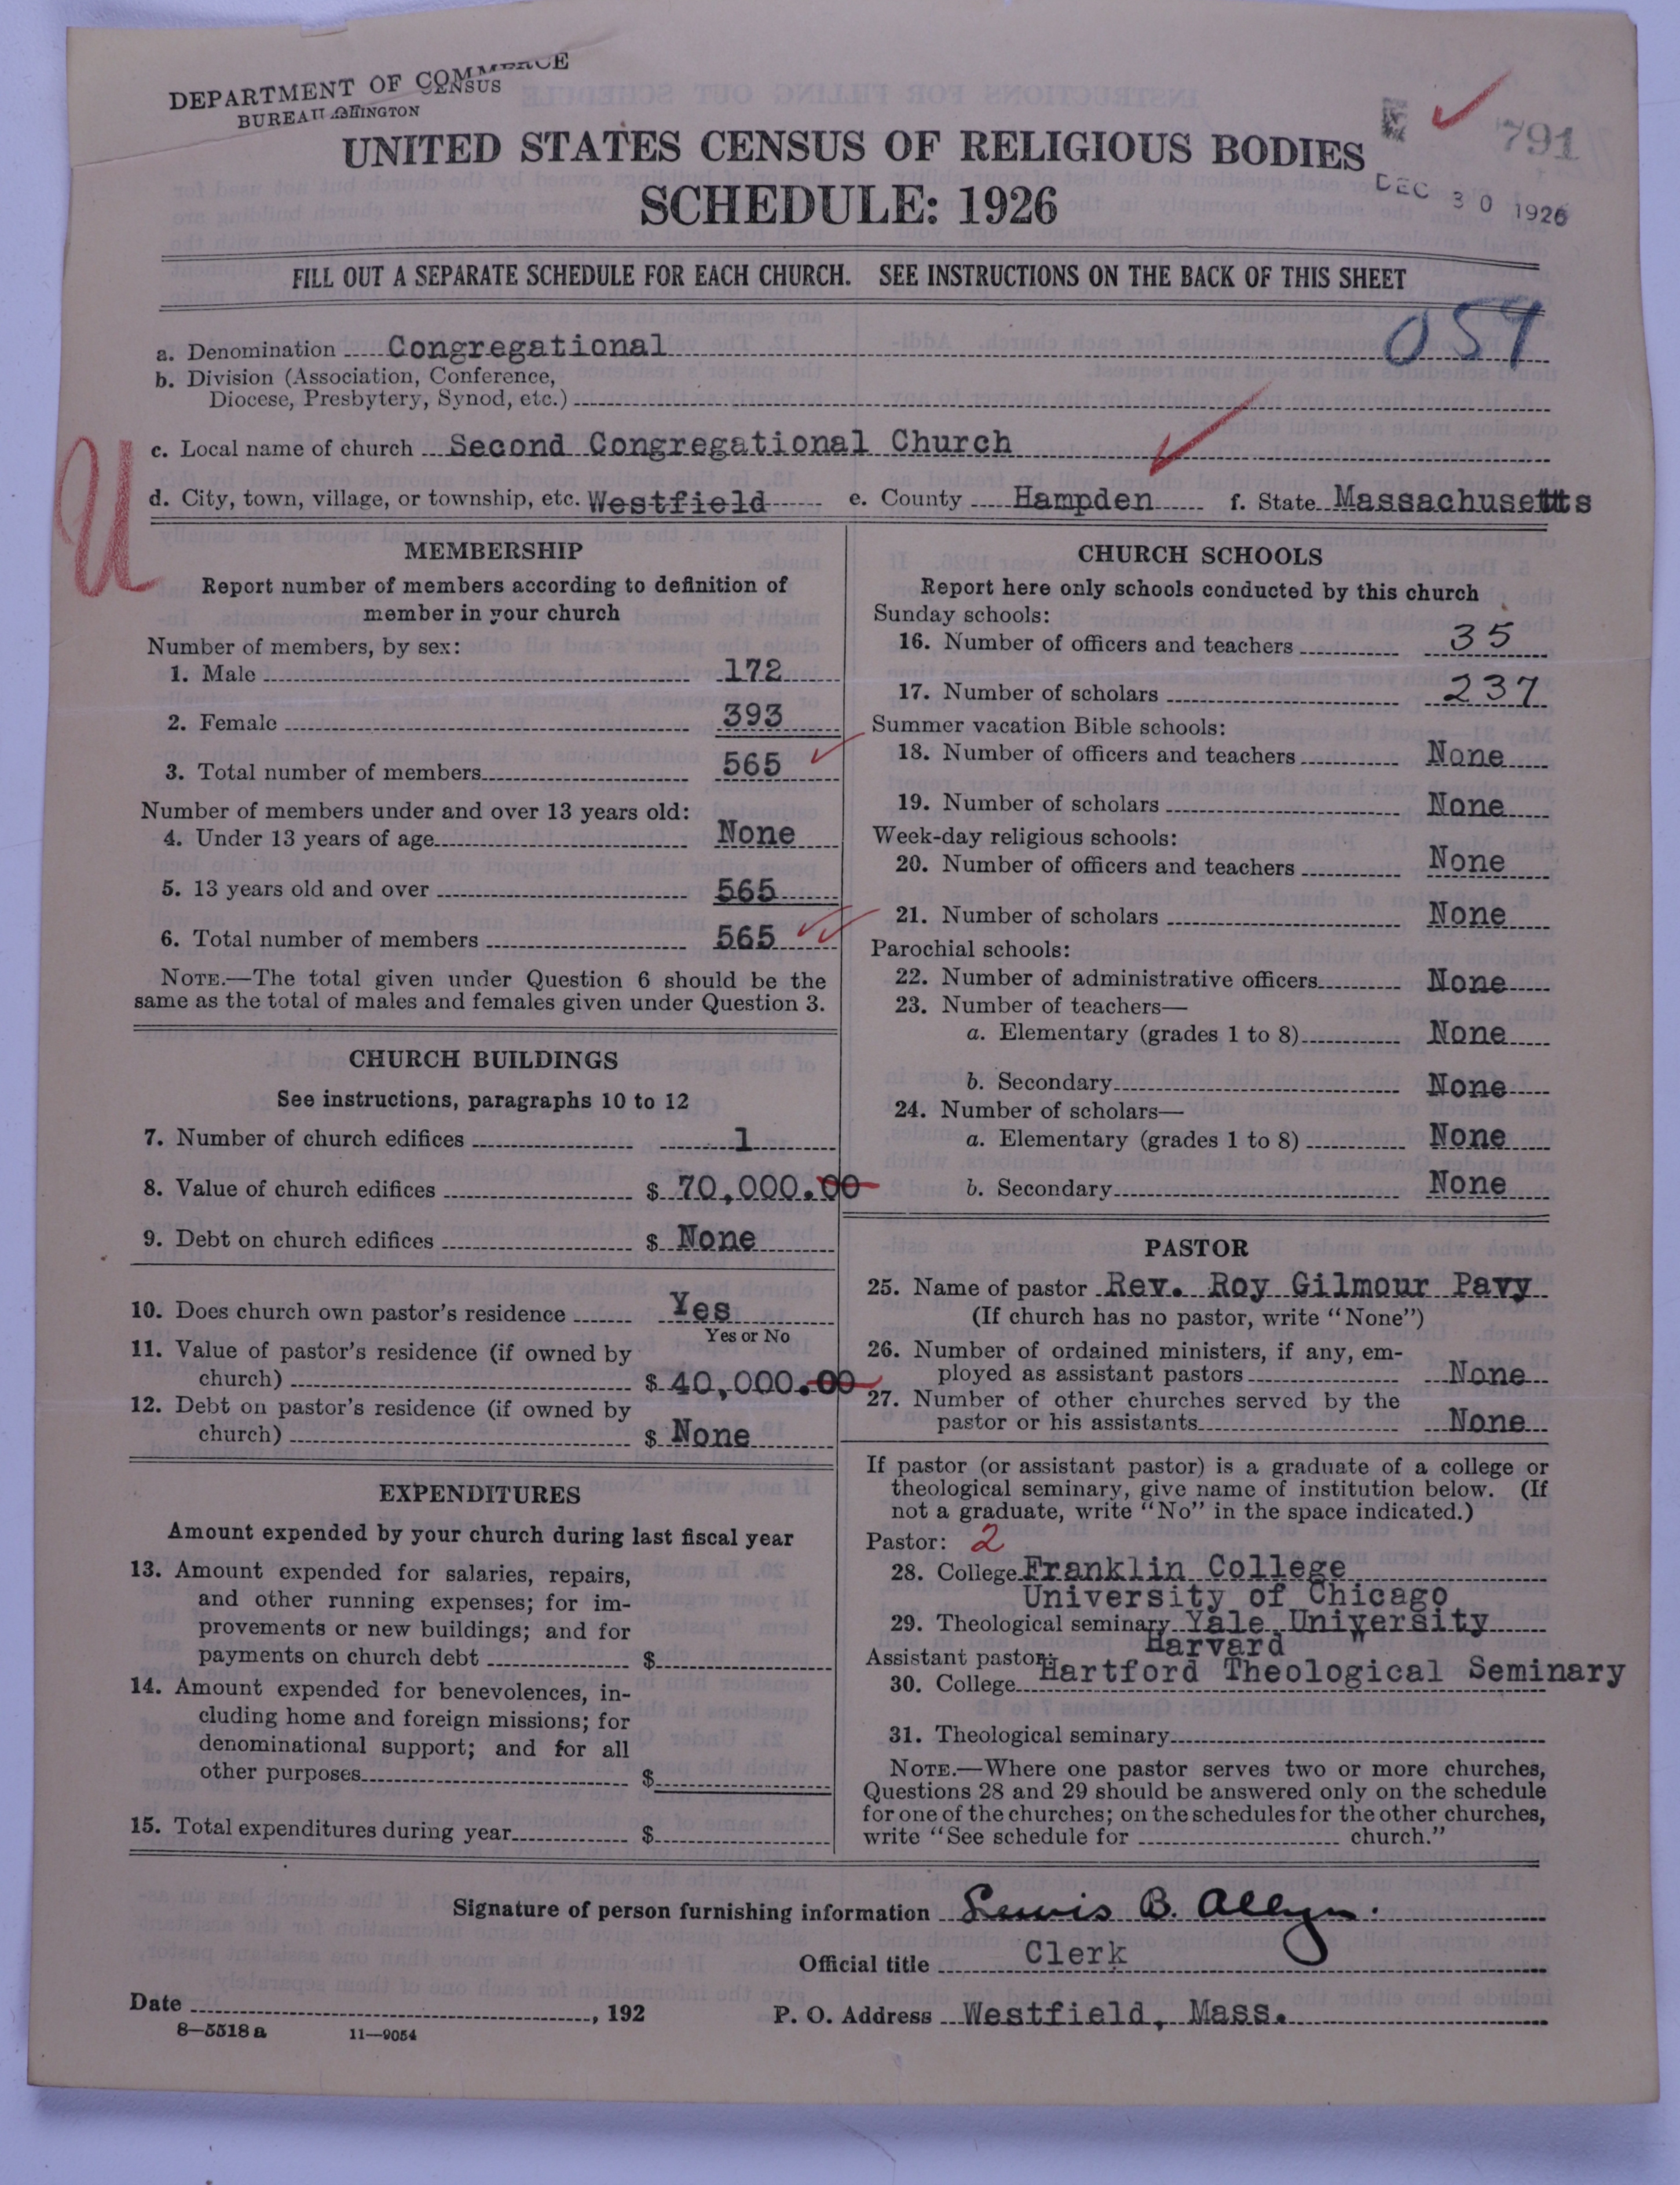 DEPARTMENT OF COMMERCE
BUREAU CENSUS
WASHINGTON
UNITED STATES CENSUS OF RELIGIOUS BODIES
SCHEDULE: 1926
791
DEC 30 1926
FILL OUT A SEPARATE SCHEDULE FOR EACH CHURCH. SEE INSTRUCTIONS ON THE BACK OF THIS SHEET
059
a. Denomination Congregational
b. Division (Association, Conference,
Diocese, Presbytery, Synod, etc.)
c. Local name of church Second Congregational Church
d. City, town, village, or township, etc. Westfield e. County Hampden f. State Massachusetts
U
MEMBERSHIP
Report number of members according to definition of
member in your church
Number of members, by sex:
1. Male 172
2. Female 393
3. Total number of members 565
Number of members under and over 13 years old:
4. Under 13 years of age None
5. 13 years old and over 565
6. Total number of members 565
NOTE.—The total given under Question 6 should be the
same as the total of males and females given under Question 3.
CHURCH BUILDINGS
See instructions, paragraphs 10 to 12
7. Number of church edifices 1
8. Value of church edifices $ 70,000.00
9. Debt on church edifices $ None
10. Does church own pastor's residence Yes
Yes or No
11. Value of pastor's residence (if owned by
church) $ 40,000.00
12. Debt on pastor's residence (if owned by
church) $ None
EXPENDITURES
Amount expended by your church during last fiscal year
13. Amount expended for salaries, repairs,
and other running expenses; for im-
provements or new buildings; and for
payments on church debt $
14. Amount expended for benevolences, in-
cluding home and foreign missions; for
denominational support; and for all
other purposes $
15. Total expenditures during year $
CHURCH SCHOOLS
Report here only schools conducted by this church
Sunday schools:
16. Number of officers and teachers 35
17. Number of scholars 237
Summer vacation Bible schools:
18. Number of officers and teachers None
19. Number of scholars None
Week-day religious schools:
20. Number of officers and teachers None
21. Number of scholars None
Parochial schools:
22. Number of administrative officers None
23. Number of teachers—
a. Elementary (grades 1 to 8) None
b. Secondary None
24. Number of scholars—
a. Elementary (grades 1 to 8) None
b. Secondary None
PASTOR
25. Name of pastor Rev. Roy Gilmour Pavy
(If church has no pastor, write "None")
26. Number of ordained ministers, if any, em-
ployed as assistant pastors None
27. Number of other churches served by the
pastor or his assistants None
If pastor (or assistant pastor) is a graduate of a college or
theological seminary, give name of institution below. (If
not a graduate, write "No" in the space indicated.)
Pastor: 2
28. College Franklin College
University of Chicago
29. Theological seminary Yale University
Harvard "
Assistant pastor:
Hartford Theological Seminary
30. College
31. Theological seminary
NOTE.—Where one pastor serves two or more churches,
Questions 28 and 29 should be answered only on the schedule
for one of the churches; on the schedules for the other churches,
write "See schedule for church."
Signature of person furnishing information Lewis B. Allyn.
Official title Clerk
Date , 192
P. O. Address Westfield, Mass.
8—5518 a 11—9054